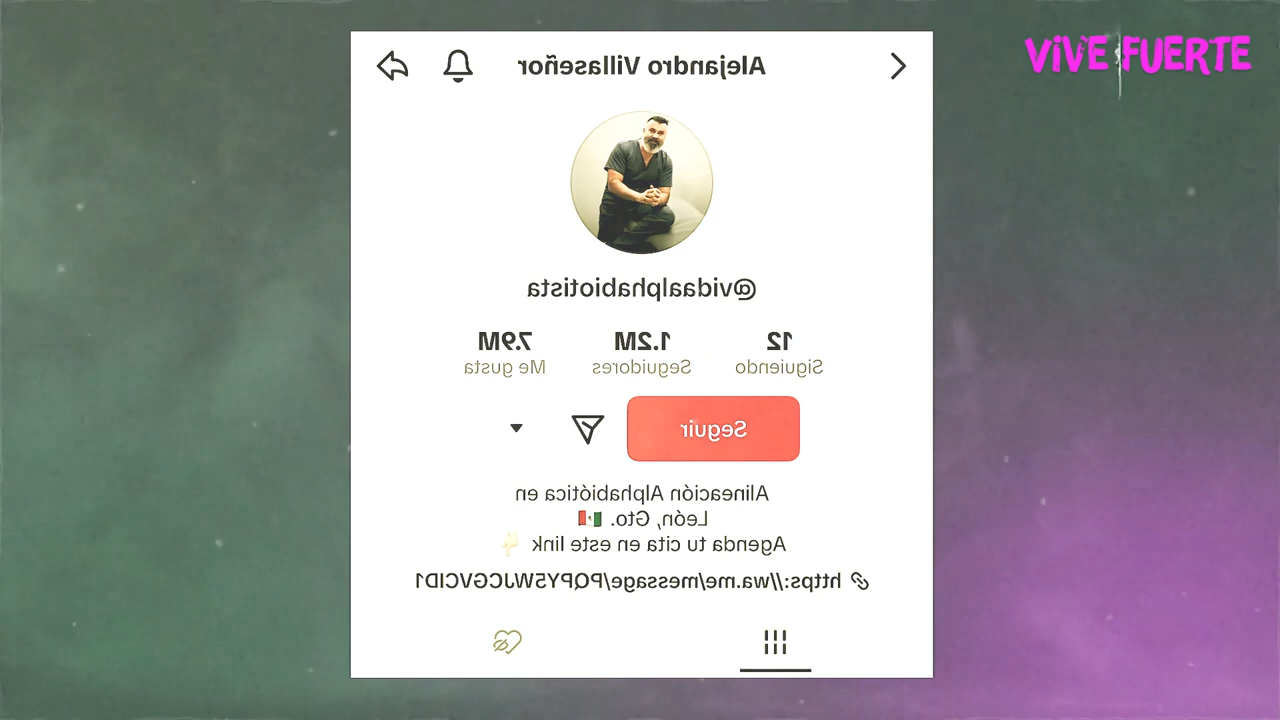 ViVE FUERTE
Alejandro Villaseñor
@vidaalphabiotista
12 1.2M 7.9M
Siguiendo Seguidores Me gusta
Seguir
Alineación Alphabiótica en
León, Gto.
Agenda tu cita en este link
https://wa.me/message/PQPY5WJCGVCID1